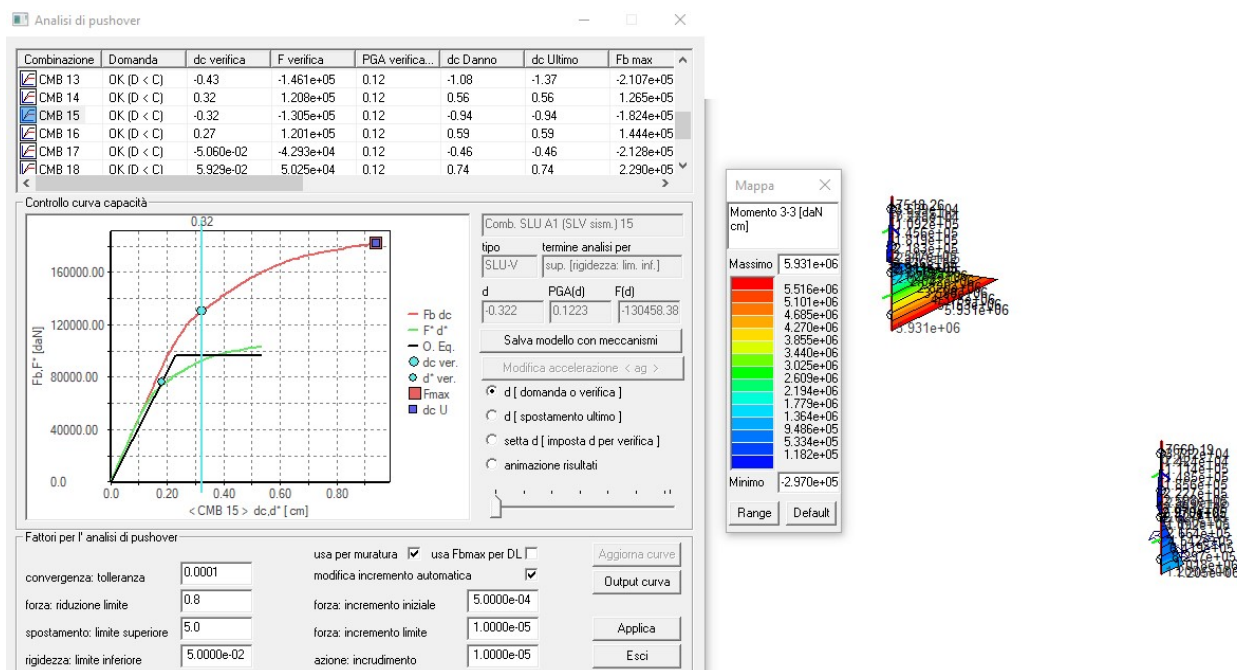 Analisi di pushover
Combinazione Domanda dc verifica F verifica PGA verifica... dc Danno dc Ultimo Fb max
CMB 13 OK (D < C) -0.43 -1.461e+05 0.12 -1.08 -1.37 -2.107e+05
CMB 14 OK (D < C) 0.32 1.208e+05 0.12 0.56 0.56 1.265e+05
CMB 15 OK (D < C) -0.32 -1.305e+05 0.12 -0.94 -0.94 -1.824e+05
CMB 16 OK (D < C) 0.27 1.201e+05 0.12 0.59 0.59 1.444e+05
CMB 17 OK (D < C) -5.060e-02 -4.293e+04 0.12 -0.46 -0.46 -2.128e+05
CMB 18 OK (D < C) 5.929e-02 5.025e+04 0.12 0.74 0.74 2.290e+05
Controllo curva capacità
0.32
160000.00
120000.00
80000.00
40000.00
0.0
Fb,F* [daN]
0.0 0.20 0.40 0.60 0.80
< CMB 15 > dc,d* [ cm]
Fb dc
F* d*
O. Eq.
dc ver.
d* ver.
Fmax
dc U
Comb. SLU A1 (SLV sism.) 15
tipo termine analisi per
SLU-V sup. [rigidezza: lim. inf.]
d PGA(d) F(d)
-0.322 0.1223 -130458.38
Salva modello con meccanismi
Modifica accelerazione < ag >
d [ domanda o verifica ]
d [ spostamento ultimo ]
setta d [ imposta d per verifica ]
animazione risultati
Fattori per l' analisi di pushover
usa per muratura usa Fbmax per DL
Aggiorna curve
convergenza: tolleranza 0.0001
modifica incremento automatica
Output curva
forza: riduzione limite 0.8
forza: incremento iniziale 5.0000e-04
spostamento: limite superiore 5.0
forza: incremento limite 1.0000e-05
Applica
rigidezza: limite inferiore 5.0000e-02
azione: incrudimento 1.0000e-05
Esci
Mappa
Momento 3-3 [daN
cm]
Massimo 5.931e+06
5.516e+06
5.101e+06
4.685e+06
4.270e+06
3.855e+06
3.440e+06
3.025e+06
2.609e+06
2.194e+06
1.779e+06
1.364e+06
9.486e+05
5.334e+05
1.182e+05
Minimo -2.970e+05
Range Default
5.931e+06
5.931e+06